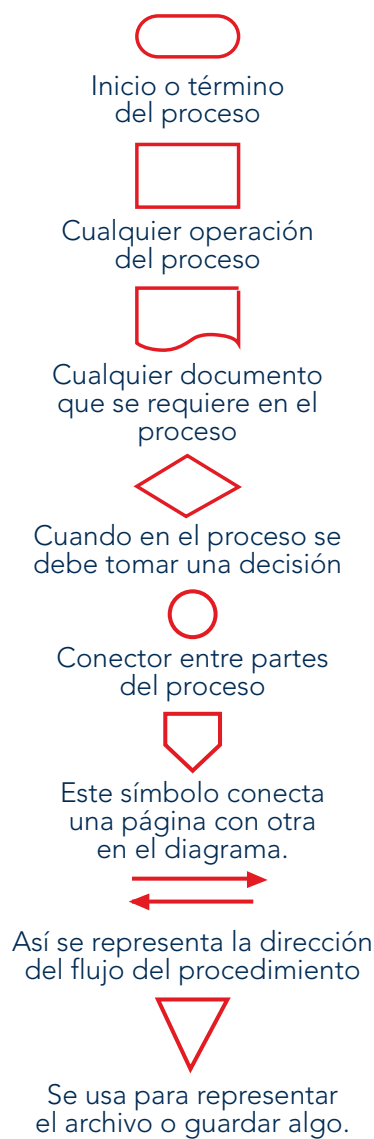 Inicio o término
del proceso
Cualquier operación
del proceso
Cualquier documento
que se requiere en el
proceso
Cuando en el proceso se
debe tomar una decisión
Conector entre partes
del proceso
Este símbolo conecta
una página con otra
en el diagrama.
Así se representa la dirección
del flujo del procedimiento
Se usa para representar
el archivo o guardar algo.